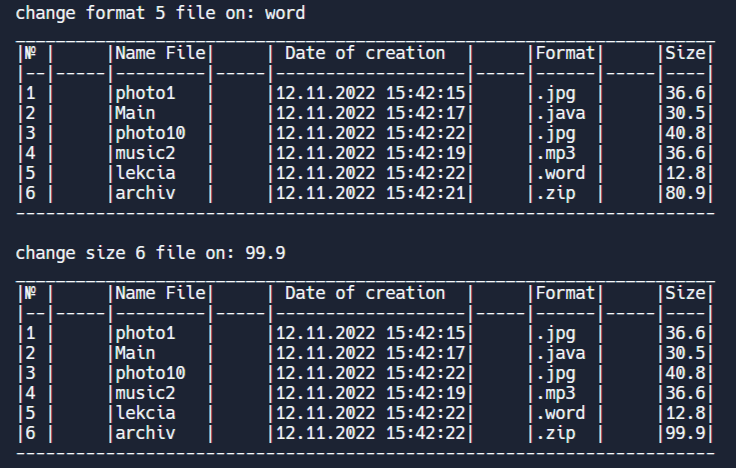 change format 5 file on: word
______________________________________________________________________
|№ |     |Name File|     | Date of creation  |     |Format|     |Size|
|--|-----|---------|-----|-------------------|-----|------|-----|----|
|1 |     |photo1   |     |12.11.2022 15:42:15|     |.jpg  |     |36.6|
|2 |     |Main     |     |12.11.2022 15:42:17|     |.java |     |30.5|
|3 |     |photo10  |     |12.11.2022 15:42:22|     |.jpg  |     |40.8|
|4 |     |music2   |     |12.11.2022 15:42:19|     |.mp3  |     |36.6|
|5 |     |lekcia   |     |12.11.2022 15:42:22|     |.word |     |12.8|
|6 |     |archiv   |     |12.11.2022 15:42:21|     |.zip  |     |80.9|
----------------------------------------------------------------------
change size 6 file on: 99.9
______________________________________________________________________
|№ |     |Name File|     | Date of creation  |     |Format|     |Size|
|--|-----|---------|-----|-------------------|-----|------|-----|----|
|1 |     |photo1   |     |12.11.2022 15:42:15|     |.jpg  |     |36.6|
|2 |     |Main     |     |12.11.2022 15:42:17|     |.java |     |30.5|
|3 |     |photo10  |     |12.11.2022 15:42:22|     |.jpg  |     |40.8|
|4 |     |music2   |     |12.11.2022 15:42:19|     |.mp3  |     |36.6|
|5 |     |lekcia   |     |12.11.2022 15:42:22|     |.word |     |12.8|
|6 |     |archiv   |     |12.11.2022 15:42:22|     |.zip  |     |99.9|
----------------------------------------------------------------------